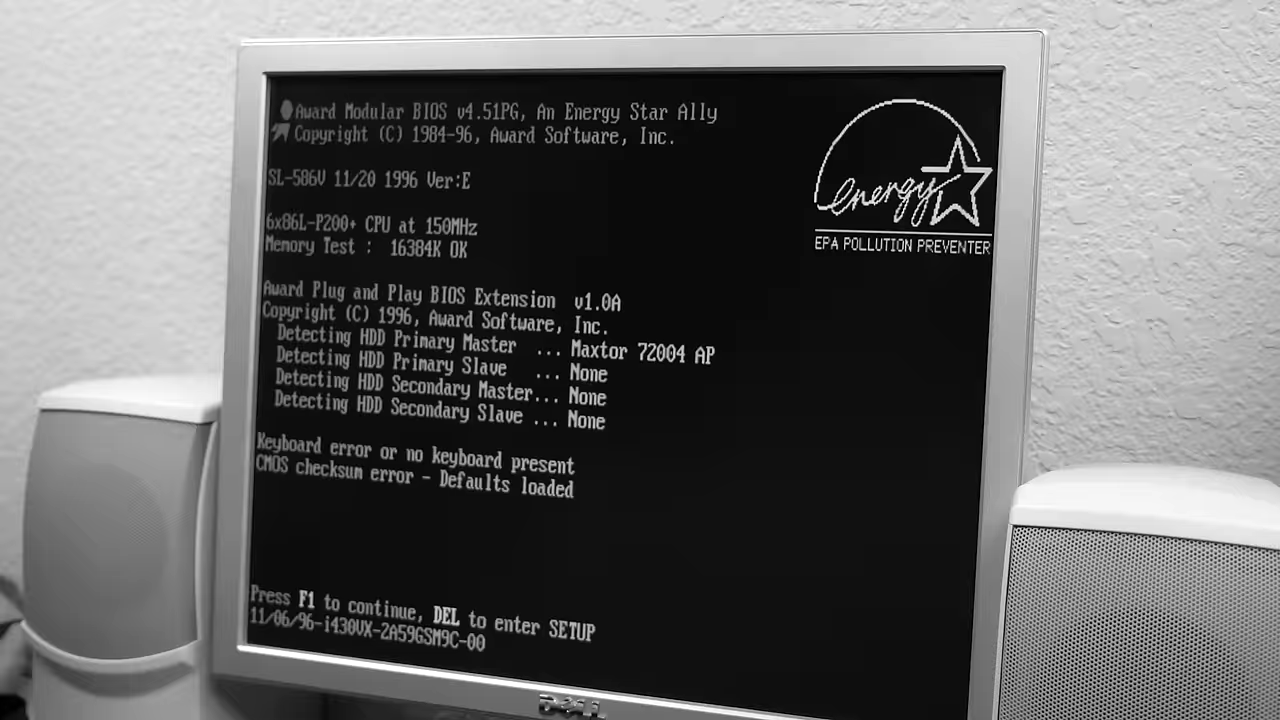 Award Modular BIOS v4.51PG, An Energy Star Ally
Copyright (C) 1984-96, Award Software, Inc.
SL-586V 11/20 1996 Ver:E
6x86L-P200+ CPU at 150MHz
Memory Test : 16384K OK
energy
EPA POLLUTION PREVENTER
Award Plug and Play BIOS Extension v1.0A
Copyright (C) 1996, Award Software, Inc.
Detecting HDD Primary Master ... Maxtor 72004 AP
Detecting HDD Primary Slave ... None
Detecting HDD Secondary Master... None
Detecting HDD Secondary Slave ... None
Keyboard error or no keyboard present
CMOS checksum error - Defaults loaded
Press F1 to continue, DEL to enter SETUP
11/06/96-i430VX-2A59GSM9C-00
DELL